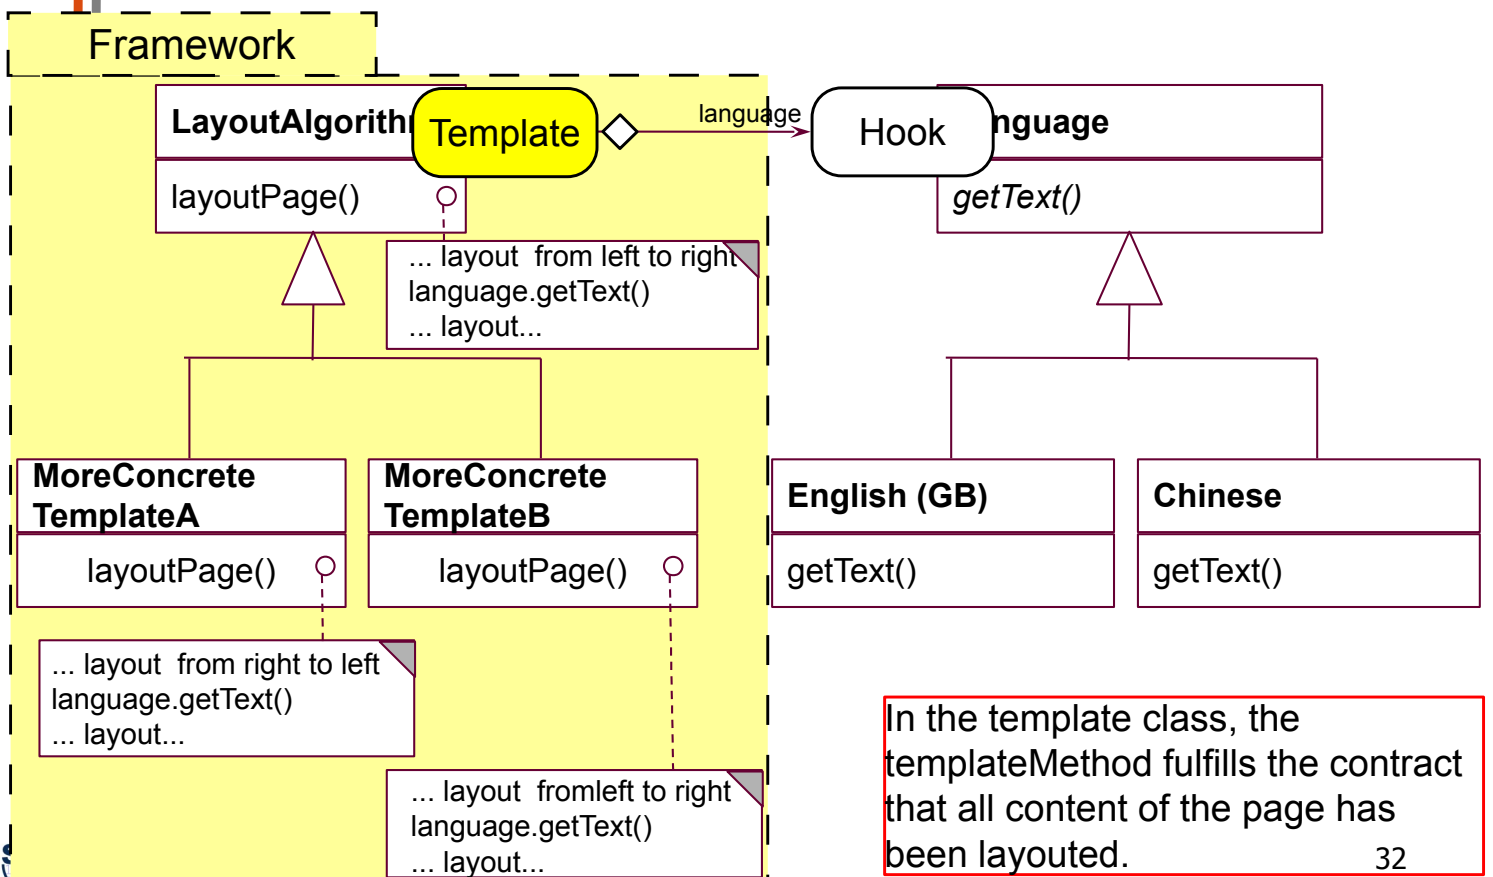 Framework
LayoutAlgorith
Template
language
Hook
nguage
layoutPage()
getText()
... layout from left to right
language.getText()
... layout...
MoreConcrete
TemplateA
layoutPage()
MoreConcrete
TemplateB
layoutPage()
English (GB)
getText()
Chinese
getText()
... layout from right to left
language.getText()
... layout...
... layout fromleft to right
language.getText()
... layout...
In the template class, the
templateMethod fulfills the contract
that all content of the page has
been layouted.
32